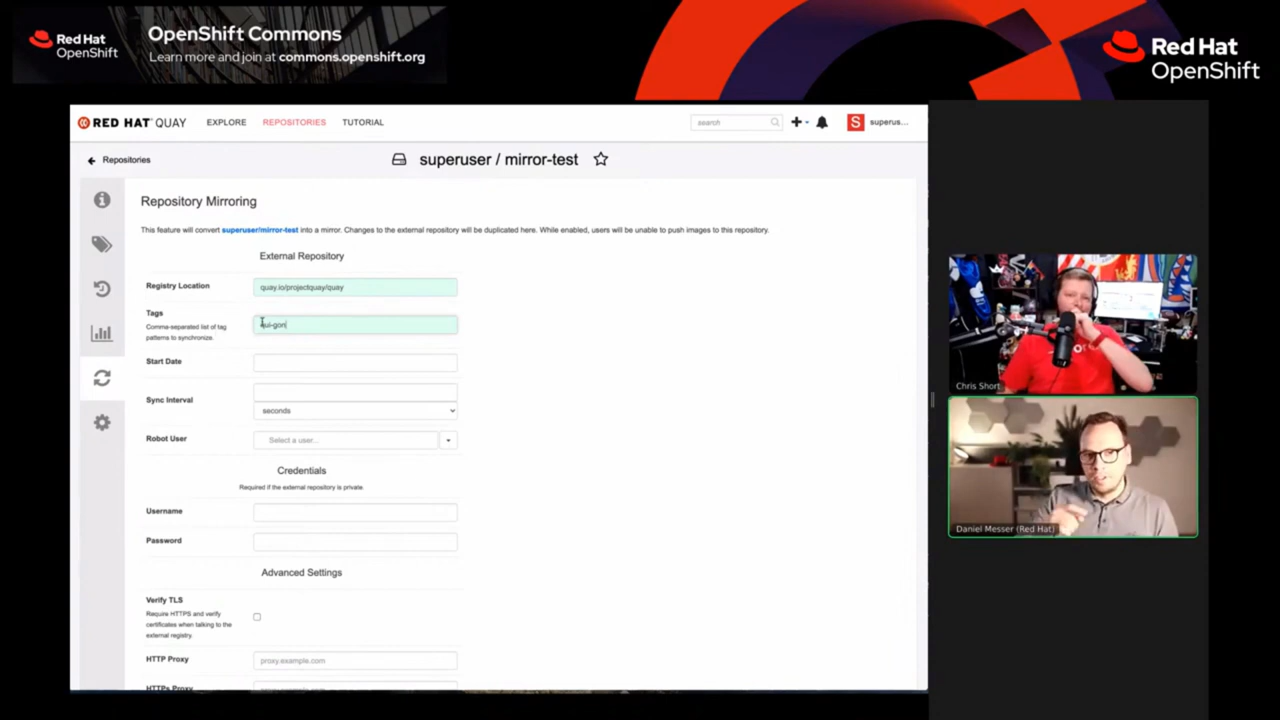 Red Hat
OpenShift
OpenShift Commons
Learn more and join at commons.openshift.org
Red Hat
OpenShift
RED HAT QUAY
EXPLORE
REPOSITORIES
TUTORIAL
search
S
superus...
Repositories
superuser / mirror-test
Repository Mirroring
This feature will convert superuser/mirror-test into a mirror. Changes to the external repository will be duplicated here. While enabled, users will be unable to push images to this repository.
External Repository
Registry Location
quay.io/projectquay/quay
Tags
Comma-separated list of tag
patterns to synchronize.
qui-gon
Start Date
Sync Interval
seconds
Robot User
Select a user...
Credentials
Required if the external repository is private.
Username
Password
Advanced Settings
Verify TLS
Require HTTPS and verify
certificates when talking to the
external registry.
HTTP Proxy
proxy.example.com
HTTPs Proxy
Chris Short
Daniel Messer (Red Hat)